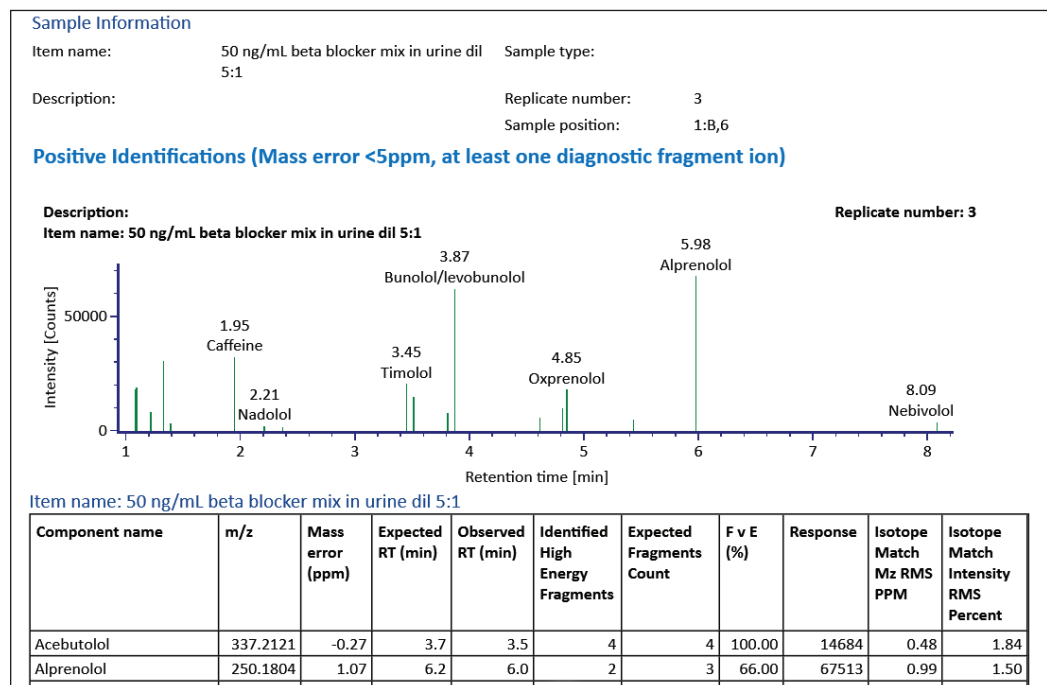 Sample Information
Item name: 50 ng/mL beta blocker mix in urine dil Sample type:
5:1
Description: Replicate number: 3
Sample position: 1:B,6
Positive Identifications (Mass error <5ppm, at least one diagnostic fragment ion)
Description: Replicate number: 3
Item name: 50 ng/mL beta blocker mix in urine dil 5:1
5.98
Alprenolol
3.87
Bunolol/levobunolol
50000
1.95
Caffeine
3.45
Timolol
4.85
Oxprenolol
2.21
Nadolol
8.09
Nebivolol
0
Intensity [Counts]
1 2 3 4 5 6 7 8
Retention time [min]
Item name: 50 ng/mL beta blocker mix in urine dil 5:1
Component name m/z Mass Expected Observed Identified Expected F v E Response Isotope Isotope
error RT (min) RT (min) High Fragments (%) Match Match
(ppm) Energy Count Mz RMS Intensity
Fragments PPM RMS
Percent
Acebutolol 337.2121 -0.27 3.7 3.5 4 4 100.00 14684 0.48 1.84
Alprenolol 250.1804 1.07 6.2 6.0 2 3 66.00 67513 0.99 1.50